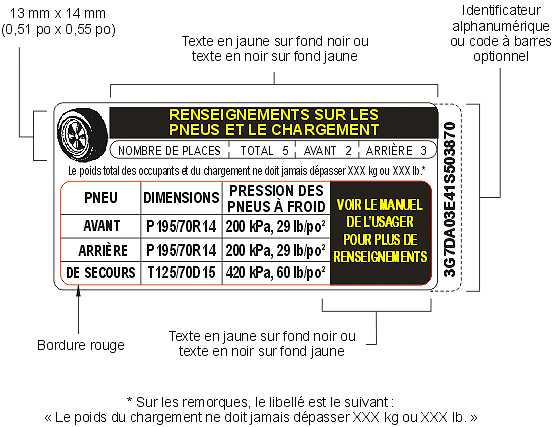 13 mm x 14 mm
(0,51 po x 0,55 po)
Identificateur
alphanumérique
ou code à barres
optionnel
Texte en jaune sur fond noir ou
texte en noir sur fond jaune
RENSEIGNEMENTS SUR LES
PNEUS ET LE CHARGEMENT
NOMBRE DE PLACES TOTAL 5 AVANT 2 ARRIÈRE 3
Le poids total des occupants et du chargement ne doit jamais dépasser XXX kg ou XXX lb.*
PNEU DIMENSIONS PRESSION DES
PNEUS À FROID
AVANT P195/70R14 200 kPa, 29 lb/po²
ARRIÈRE P195/70R14 200 kPa, 29 lb/po²
DE SECOURS T125/70D15 420 kPa, 60 lb/po²
VOIR LE MANUEL
DE L'USAGER
POUR PLUS DE
RENSEIGNEMENTS
3G7DA03E41S503870
Texte en jaune sur fond noir ou
texte en noir sur fond jaune
Bordure rouge
* Sur les remorques, le libellé est le suivant :
« Le poids du chargement ne doit jamais dépasser XXX kg ou XXX lb. »